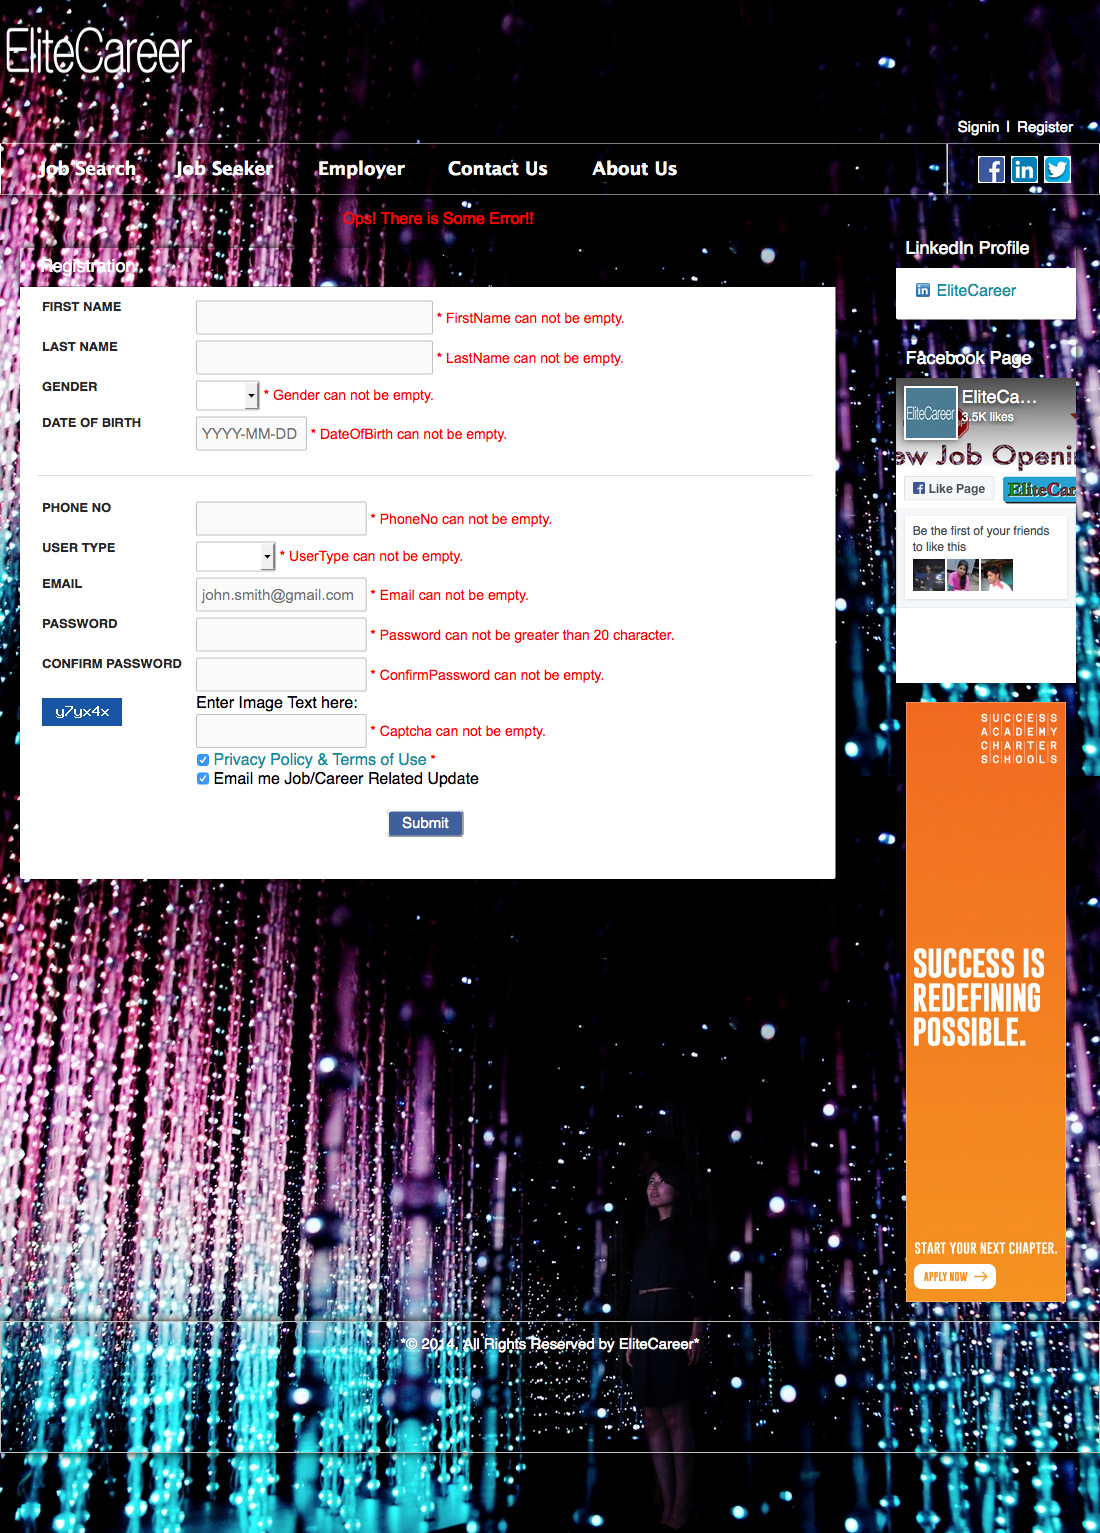 EliteCareer
Signin | Register
Job Search Job Seeker Employer Contact Us About Us
Ops! There is Some Error!!
Registration
FIRST NAME * FirstName can not be empty.
LAST NAME * LastName can not be empty.
GENDER * Gender can not be empty.
DATE OF BIRTH YYYY-MM-DD * DateOfBirth can not be empty.
PHONE NO * PhoneNo can not be empty.
USER TYPE * UserType can not be empty.
EMAIL john.smith@gmail.com * Email can not be empty.
PASSWORD * Password can not be greater than 20 character.
CONFIRM PASSWORD * ConfirmPassword can not be empty.
y7yx4x Enter Image Text here:
* Captcha can not be empty.
Privacy Policy & Terms of Use *
Email me Job/Career Related Update
Submit
LinkedIn Profile
in EliteCareer
Facebook Page
EliteCareer EliteCa...
3.5K likes
ew Job Openi
Like Page EliteCar
Be the first of your friends
to like this
SUCCESS
ACADEMY
CHARTER
SCHOOLS
SUCCESS IS
REDEFINING
POSSIBLE.
START YOUR NEXT CHAPTER.
APPLY NOW →
*© 2014, All Rights Reserved by EliteCareer*